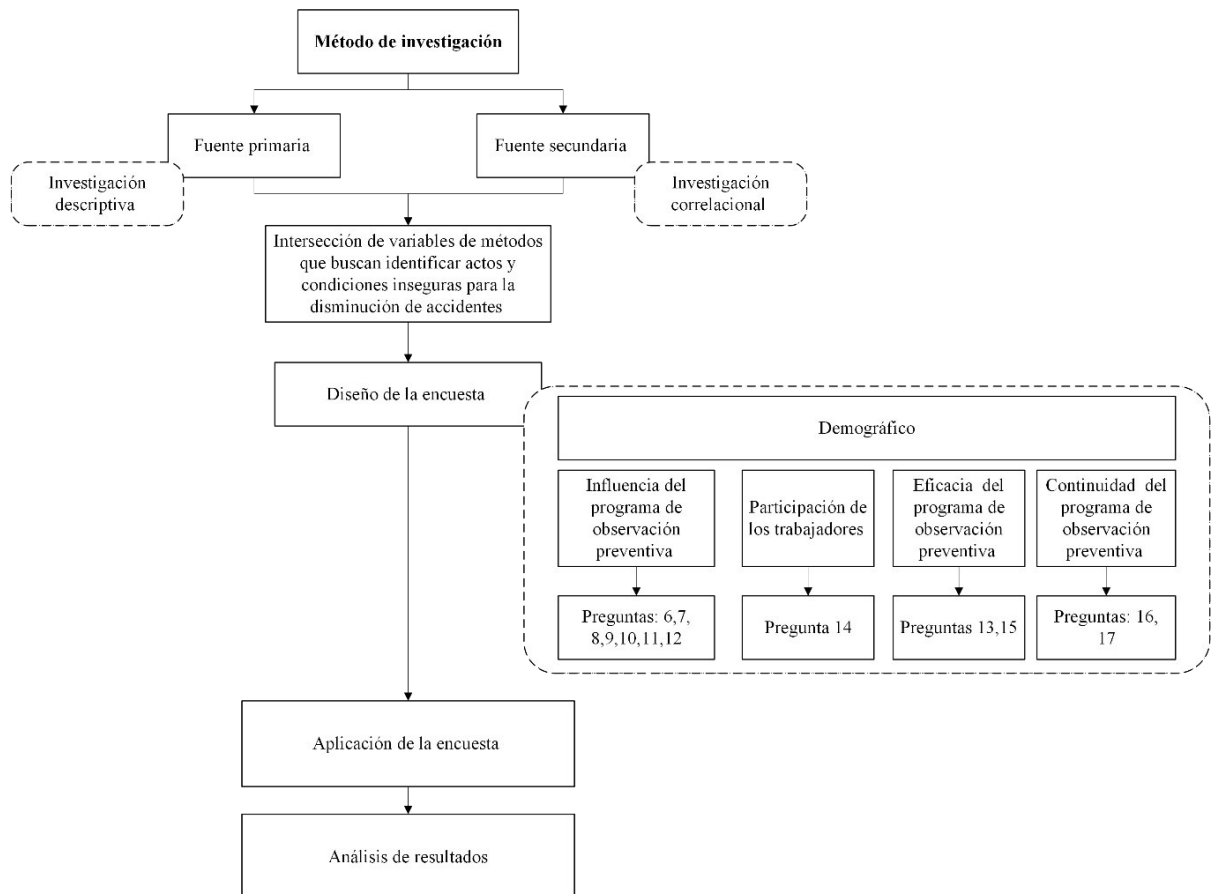 Método de investigación
Fuente primaria
Fuente secundaria
Investigación
descriptiva
Investigación
correlacional
Intersección de variables de métodos
que buscan identificar actos y
condiciones inseguras para la
disminución de accidentes
Diseño de la encuesta
Demográfico
Influencia del
programa de
observación
preventiva
Participación de
los trabajadores
Eficacia del
programa de
observación
preventiva
Continuidad del
programa de
observación
preventiva
Preguntas: 6,7,
8,9,10,11,12
Pregunta 14
Preguntas 13,15
Preguntas: 16,
17
Aplicación de la encuesta
Análisis de resultados